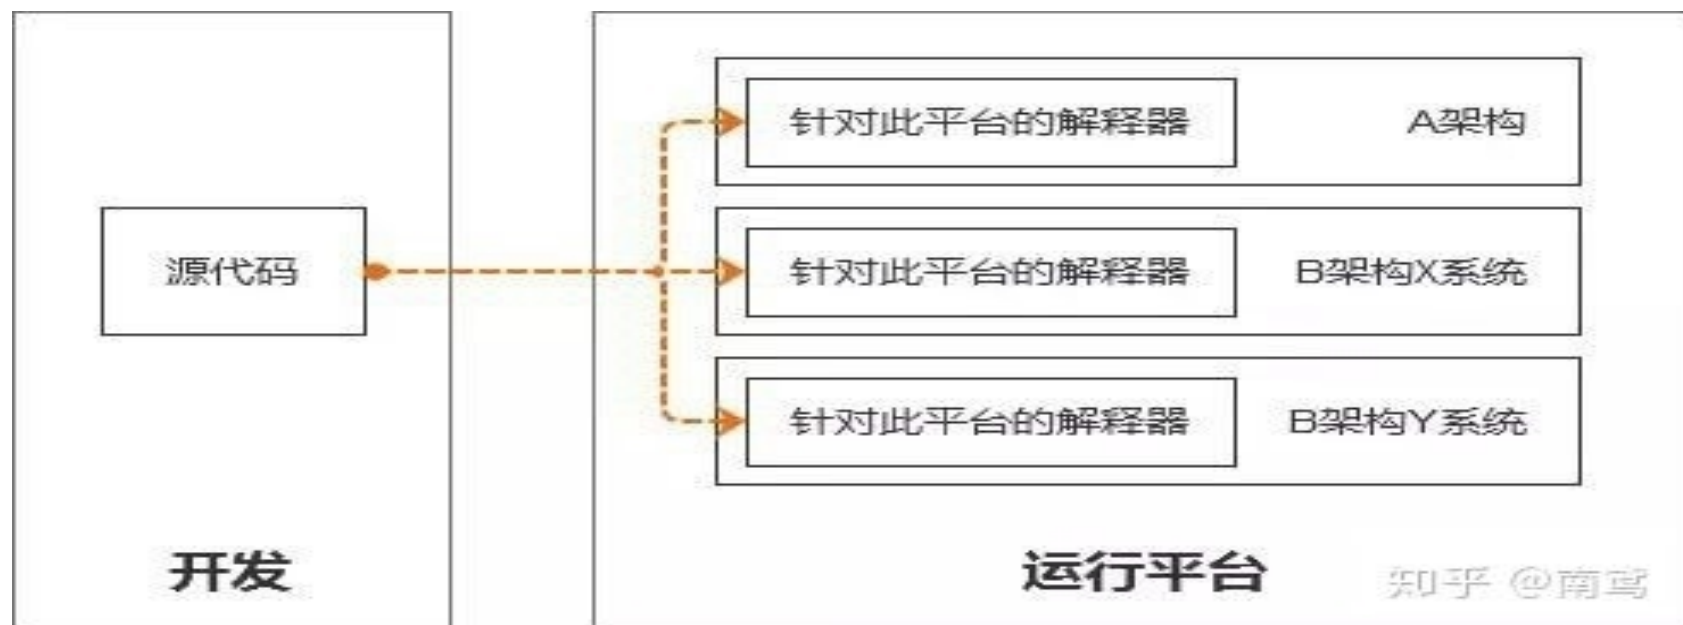 针对此平台的解释器 A架构
源代码
针对此平台的解释器 B架构X系统
针对此平台的解释器 B架构Y系统
开发
运行平台
知乎 @南鸢